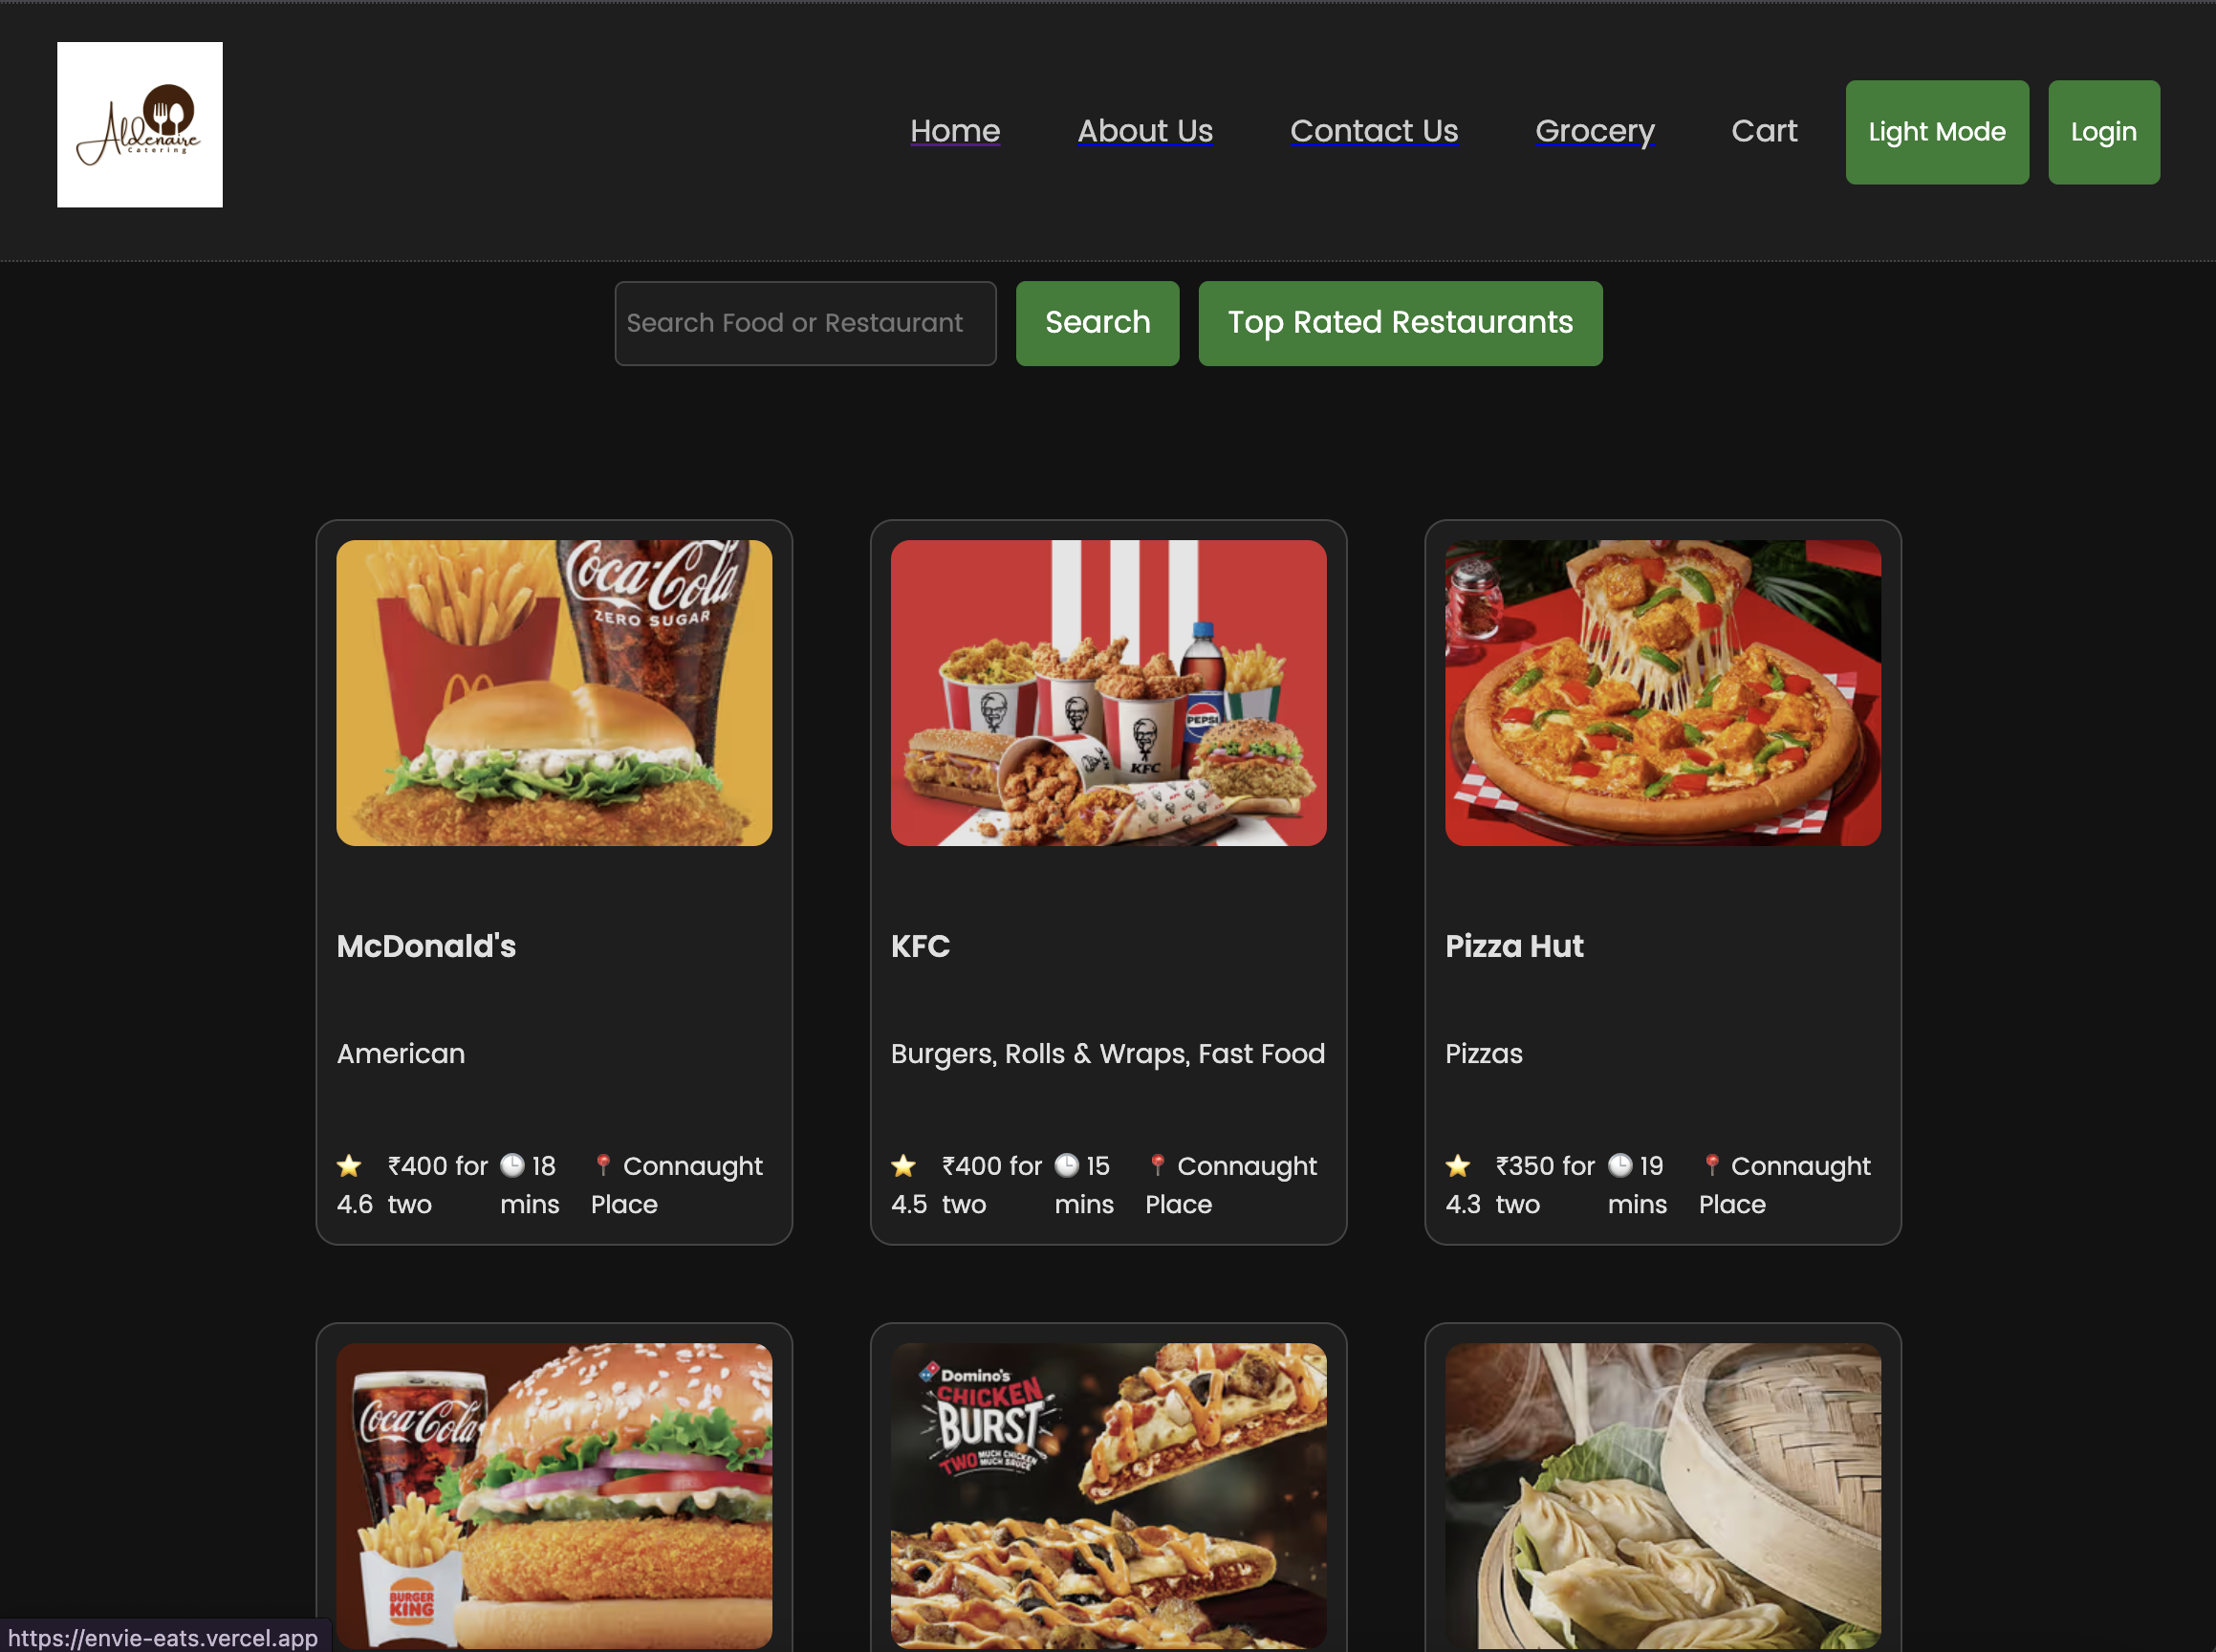 Aldenaire
Catering
Home
About Us
Contact Us
Grocery
Cart
Light Mode
Login
Search Food or Restaurant
Search
Top Rated Restaurants
Coca-Cola
ZERO SUGAR
PEPSI
KFC
McDonald's
KFC
Pizza Hut
American
Burgers, Rolls & Wraps, Fast Food
Pizzas
⭐ ₹400 for 🕒 18 📍 Connaught
4.6 two mins Place
⭐ ₹400 for 🕒 15 📍 Connaught
4.5 two mins Place
⭐ ₹350 for 🕒 19 📍 Connaught
4.3 two mins Place
Coca-Cola
BURGER
KING
Domino's
CHICKEN
BURST
TWO MUCH CHICKEN
MUCH SAUCE
https://envie-eats.vercel.app